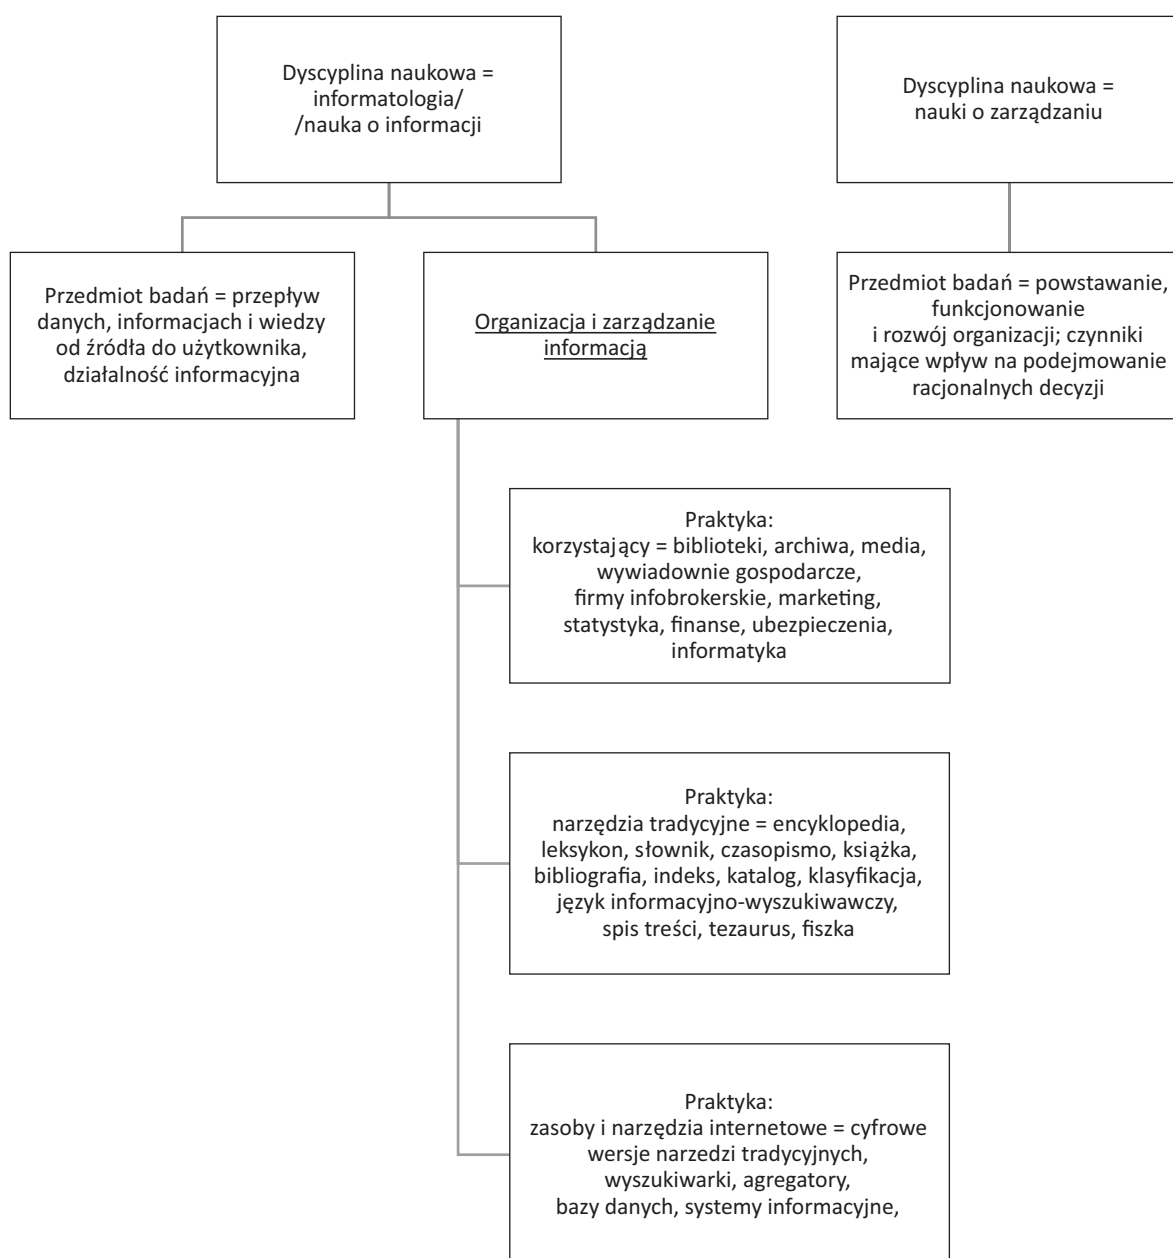 Dyscyplina naukowa =
informatologia/
/nauka o informacji
Dyscyplina naukowa =
nauki o zarządzaniu
Przedmiot badań = przepływ
danych, informacjach i wiedzy
od źródła do użytkownika,
działalność informacyjna
Organizacja i zarządzanie
informacją
Przedmiot badań = powstawanie,
funkcjonowanie
i rozwój organizacji; czynniki
mające wpływ na podejmowanie
racjonalnych decyzji
Praktyka:
korzystający = biblioteki, archiwa, media,
wywiadownie gospodarcze,
firmy infobrokerskie, marketing,
statystyka, finanse, ubezpieczenia,
informatyka
Praktyka:
narzędzia tradycyjne = encyklopedia,
leksykon, słownik, czasopismo, książka,
bibliografia, indeks, katalog, klasyfikacja,
język informacyjno-wyszukiwawczy,
spis treści, tezaurus, fiszka
Praktyka:
zasoby i narzędzia internetowe = cyfrowe
wersje narzedzi tradycyjnych,
wyszukiwarki, agregatory,
bazy danych, systemy informacyjne,